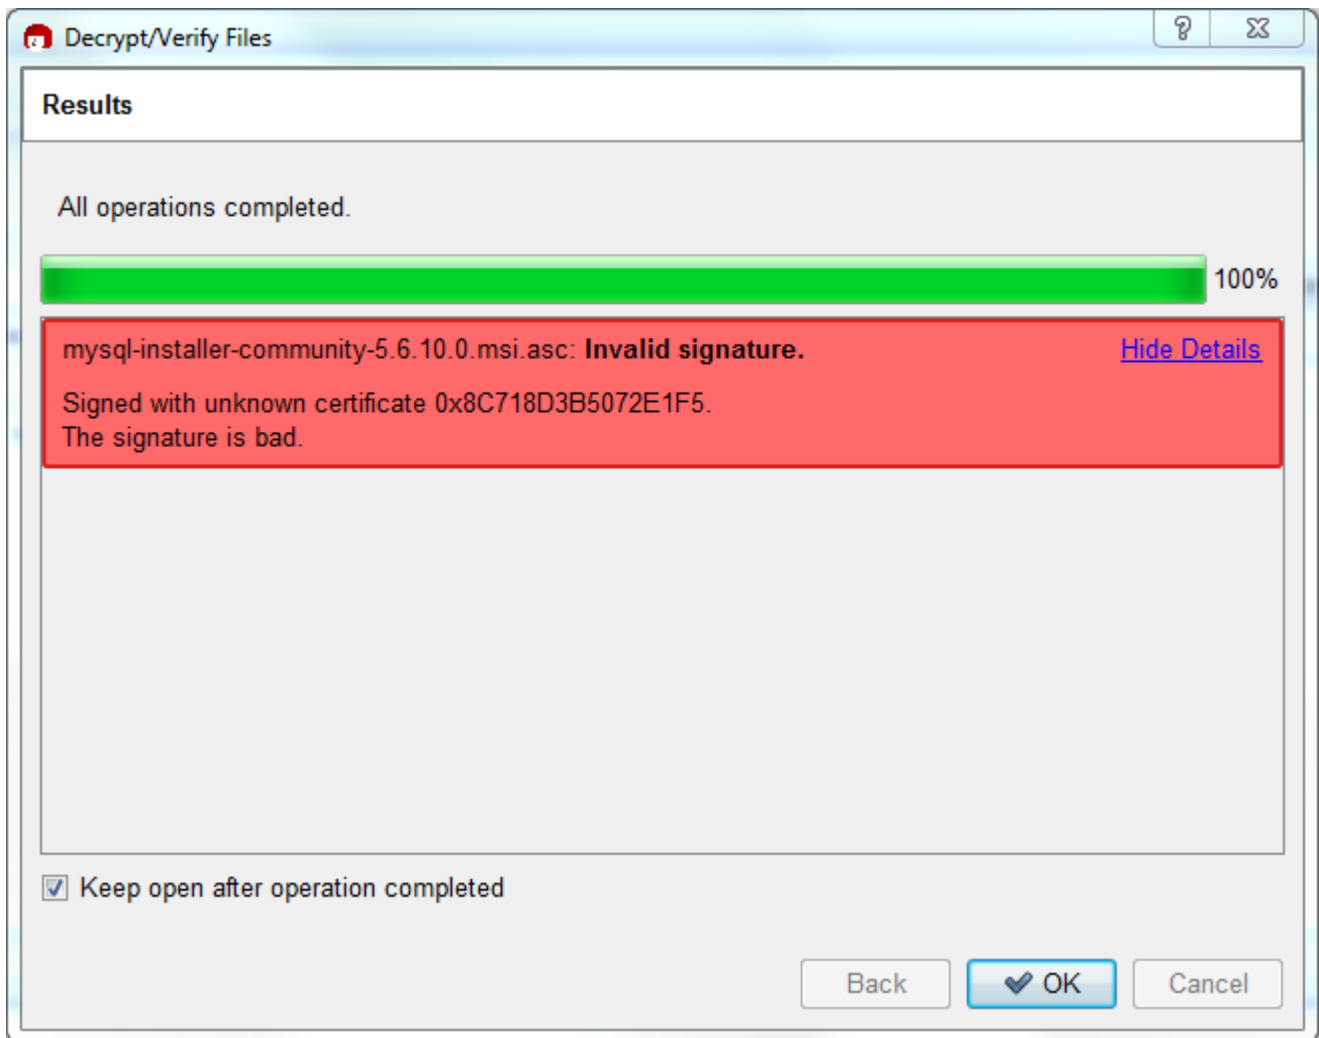 Decrypt/Verify Files
Results
All operations completed.
100%
mysql-installer-community-5.6.10.0.msi.asc: Invalid signature. Hide Details
Signed with unknown certificate 0x8C718D3B5072E1F5.
The signature is bad.
Keep open after operation completed
Back OK Cancel